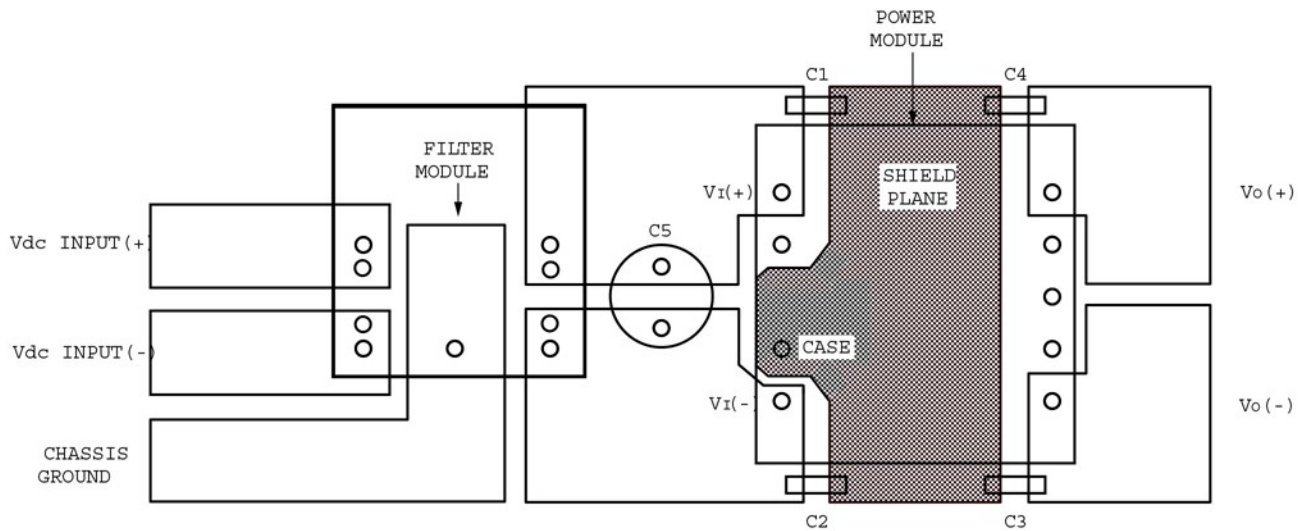 POWER
MODULE
C1
C4
FILTER
MODULE
SHIELD
PLANE
VI(+)
VO(+)
C5
Vdc INPUT(+)
Vdc INPUT(-)
CASE
VI(-)
VO(-)
CHASSIS
GROUND
C2
C3